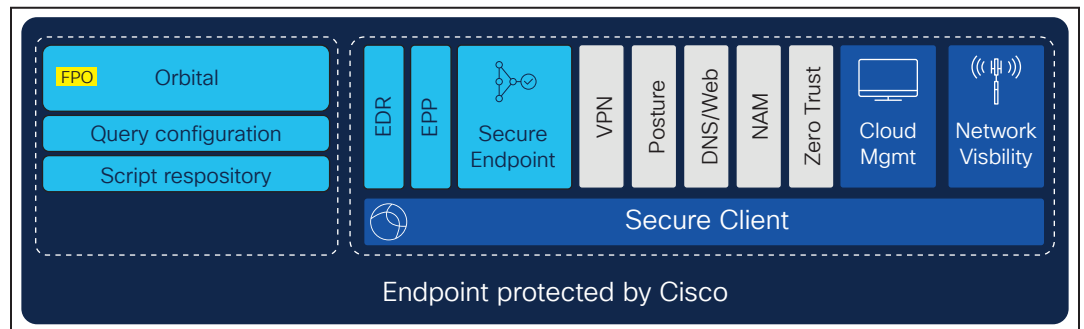 FPO
Orbital
Query configuration
Script respository
EDR
EPP
Secure
Endpoint
VPN
Posture
DNS/Web
NAM
Zero Trust
Cloud
Mgmt
Network
Visbility
Secure Client
Endpoint protected by Cisco